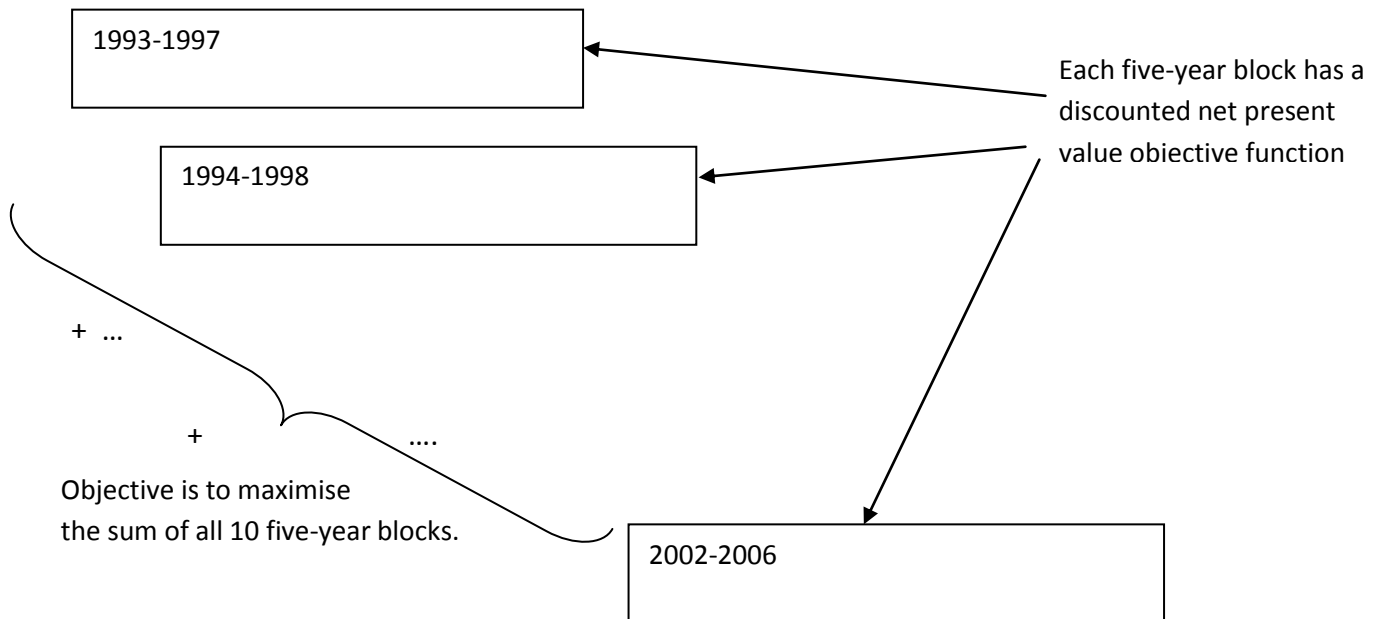 1993-1997
Each five-year block has a
discounted net present
value obiective function
1994-1998
+ ...
+ ....
Objective is to maximise
the sum of all 10 five-year blocks.
2002-2006